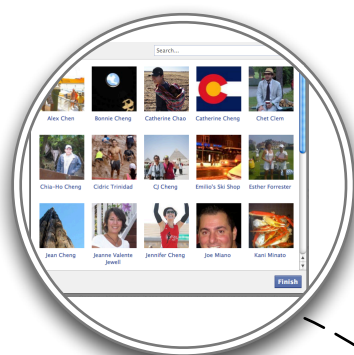 Search...
Alex Chen
Bonnie Cheng
Catherine Chao
Catherine Cheng
Chet Clem
Chia-Ho Cheng
Cidric Trinidad
CJ Cheng
Emilio's Ski Shop
Esther Forrester
Jean Cheng
Jeanne Valente
Jewell
Jennifer Cheng
Joe Miano
Kani Minato
Finish